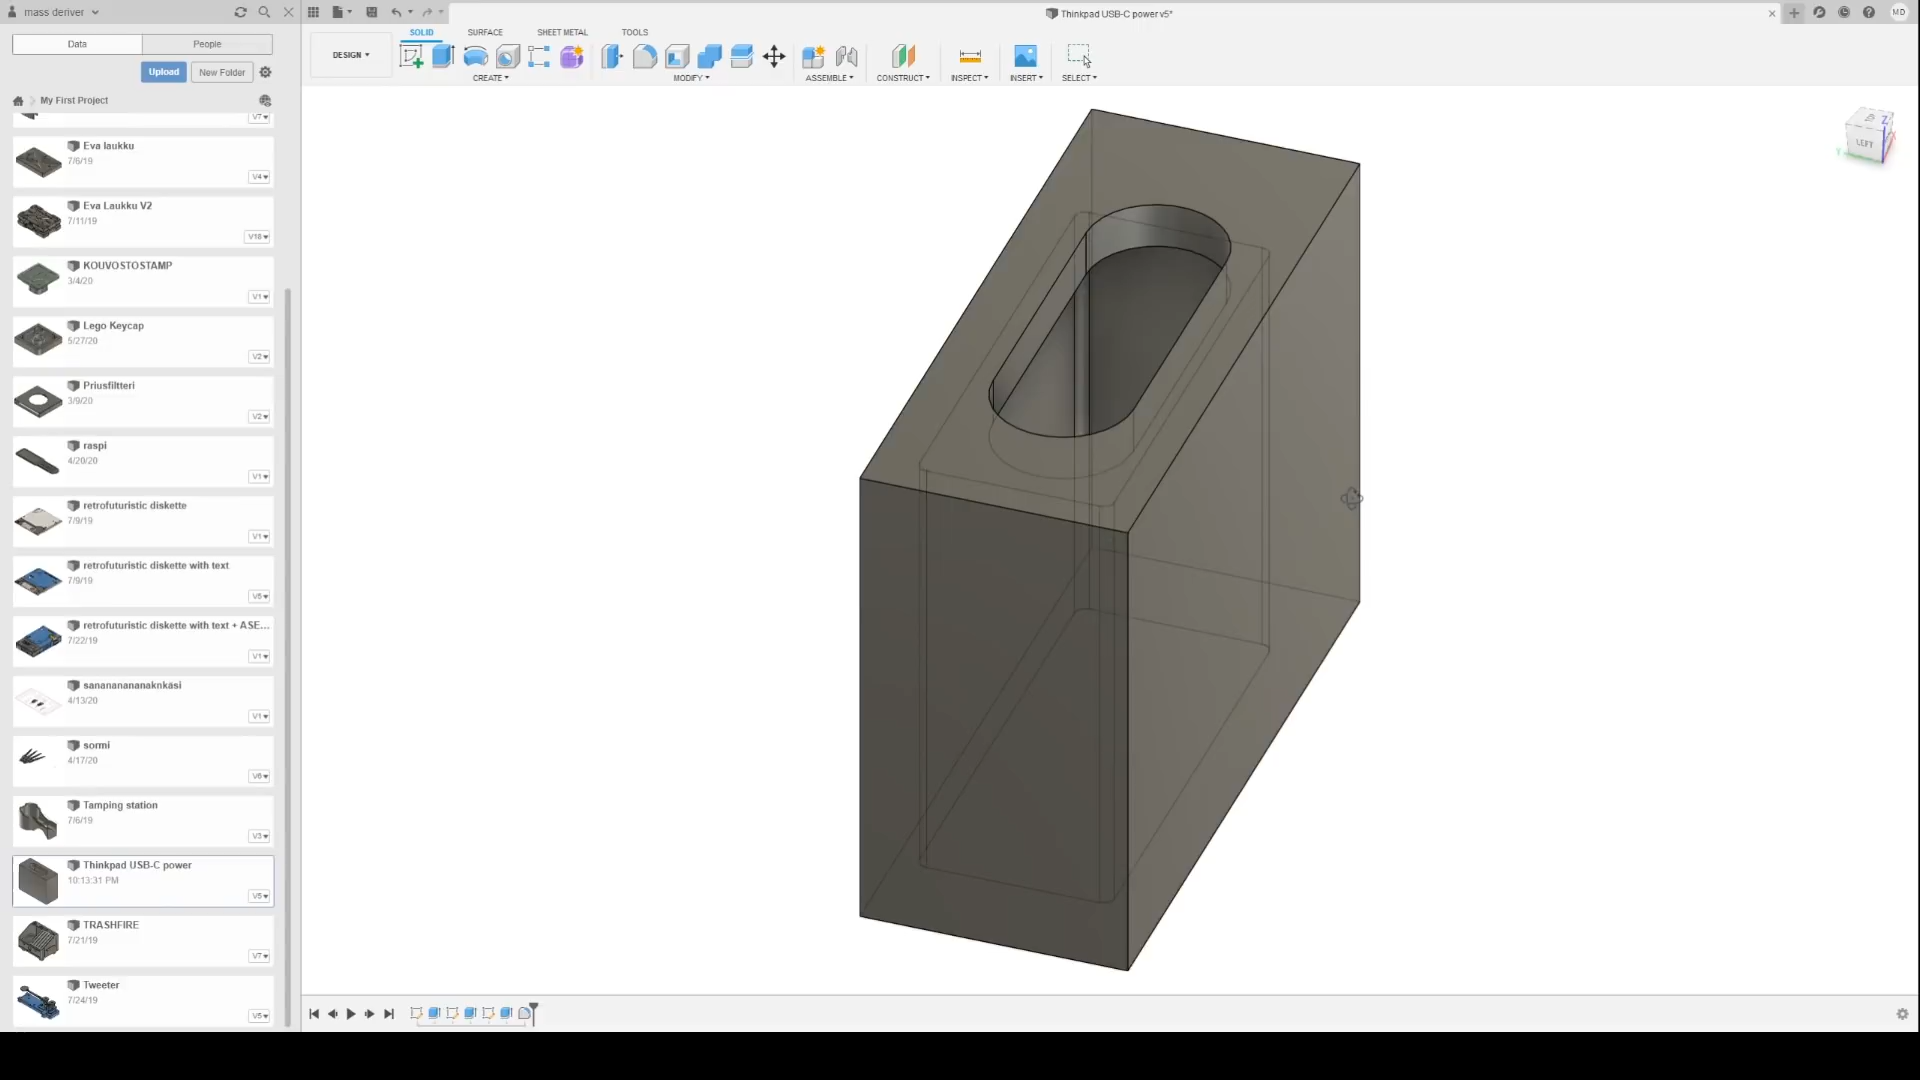 mass deriver
Thinkpad USB-C power v5*
MD
Data
People
Upload
New Folder
My First Project
V7
Eva laukku
7/6/19
V4
Eva Laukku V2
7/11/19
V18
KOUVOSTOSTAMP
3/4/20
V1
Lego Keycap
5/27/20
V2
Priusfiltteri
3/9/20
V2
raspi
4/20/20
V1
retrofuturistic diskette
7/9/19
V1
retrofuturistic diskette with text
7/9/19
V6
retrofuturistic diskette with text + ASE...
7/22/19
V1
7/6/19
4/13/20
V1
sormi
4/17/20
V6
Tamping station
V3
Thinkpad USB-C power
10:13:31 PM
V5
TRASHFIRE
7/21/19
V7
Tweeter
7/24/19
V5
DESIGN
SOLID
SURFACE
SHEET METAL
TOOLS
CREATE
MODIFY
ASSEMBLE
CONSTRUCT
INSPECT
INSERT
SELECT
Z
LEFT